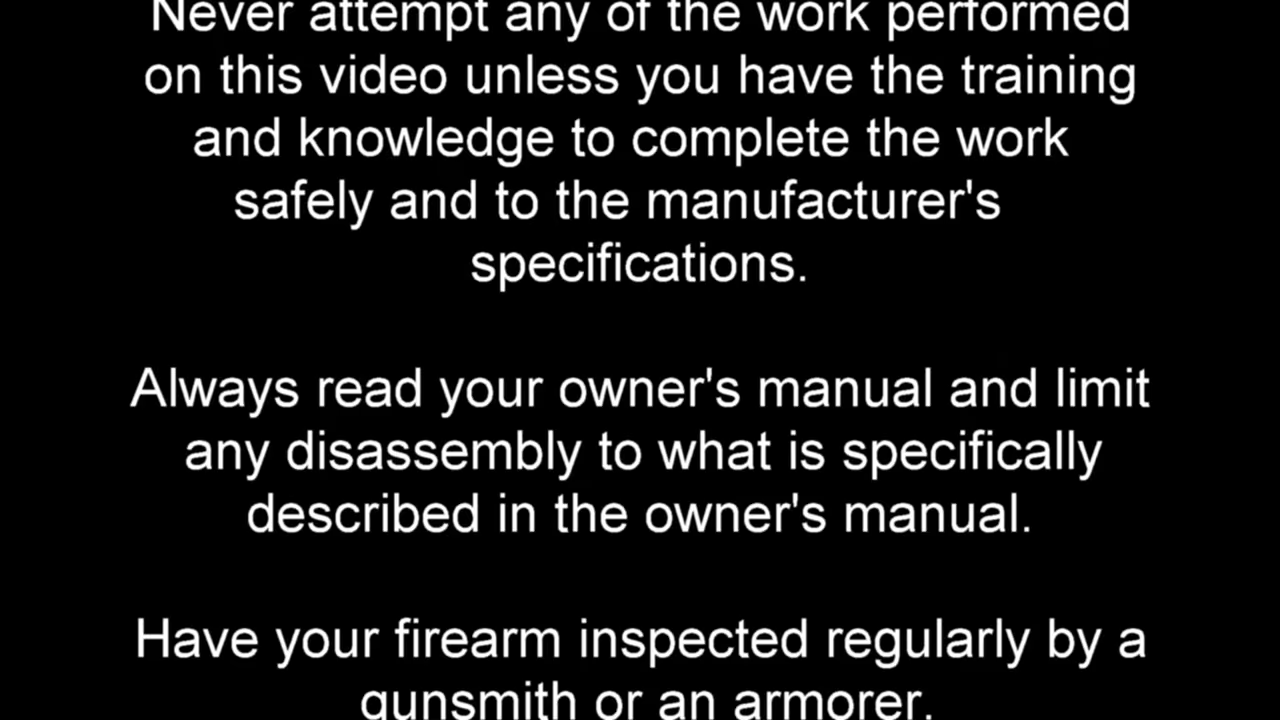 Never attempt any of the work performed
on this video unless you have the training
and knowledge to complete the work
safely and to the manufacturer's
specifications.
Always read your owner's manual and limit
any disassembly to what is specifically
described in the owner's manual.
Have your firearm inspected regularly by a
gunsmith or an armorer.